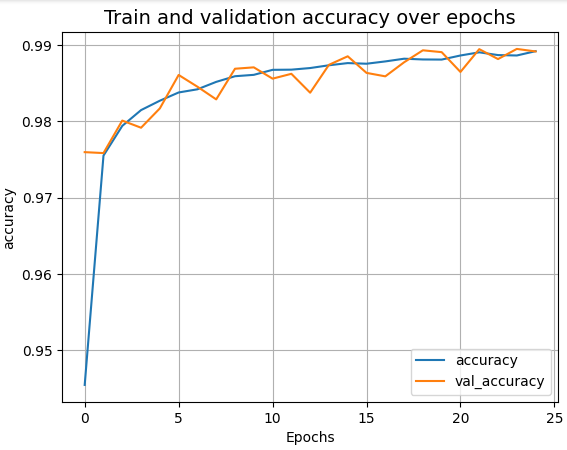 Train and validation accuracy over epochs
0.99
0.98
0.97
0.96
0.95
accuracy
accuracy
val_accuracy
0
5
10
15
20
25
Epochs